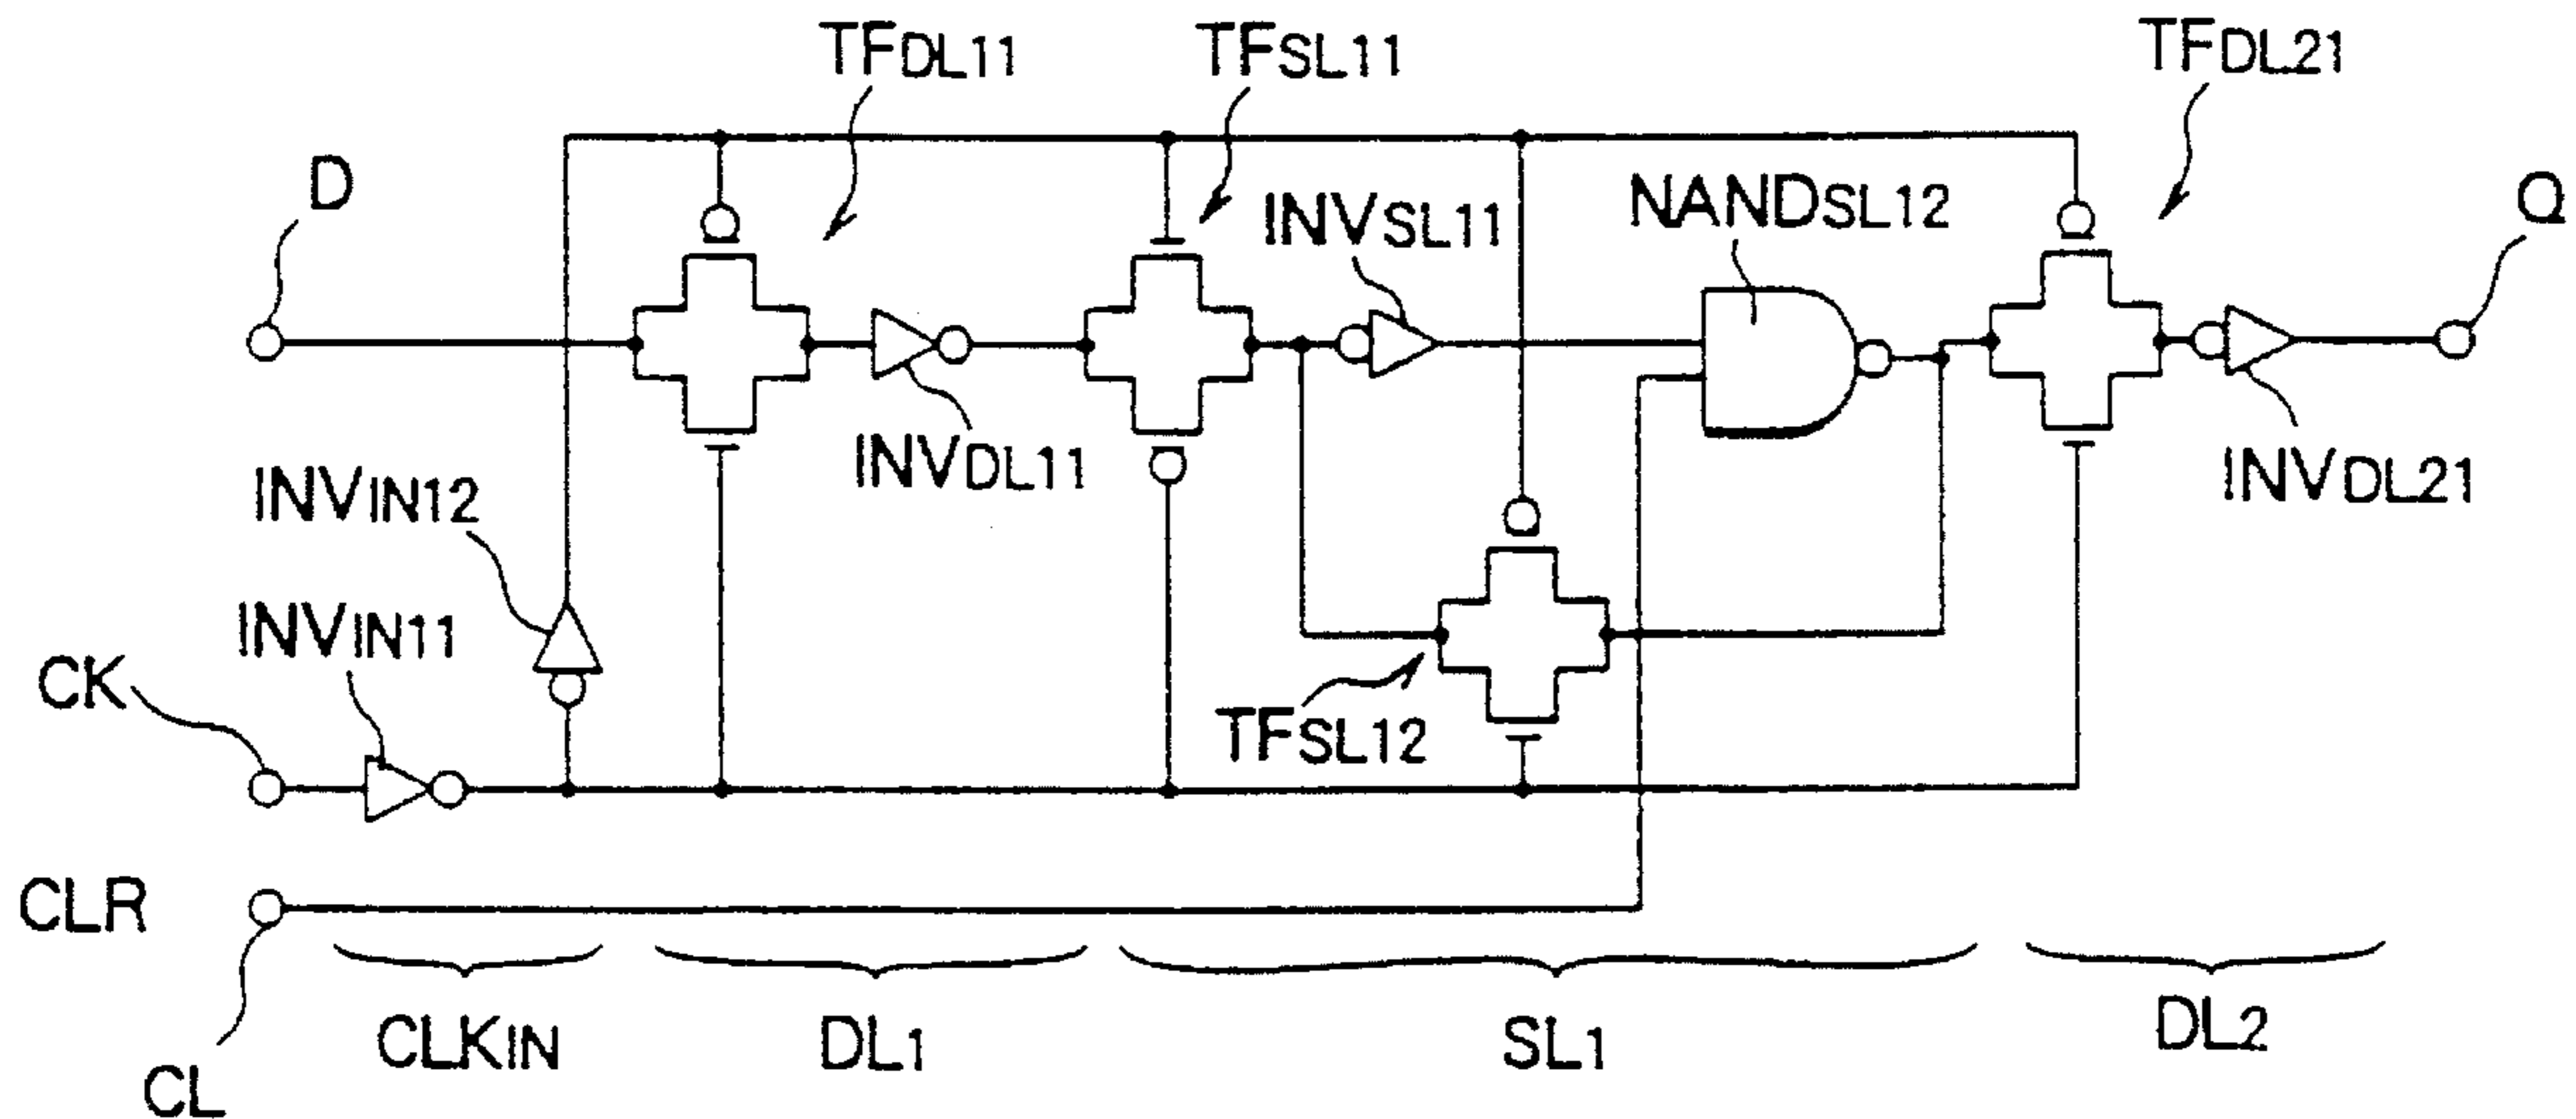 TFDL11
TFSL11
TFDL21
D
INVSL11
NANDSL12
Q
INVDL11
INVDL21
INVIN12
INVIN11
CK
TFSL12
CLR
CL
CLKIN
DL1
SL1
DL2